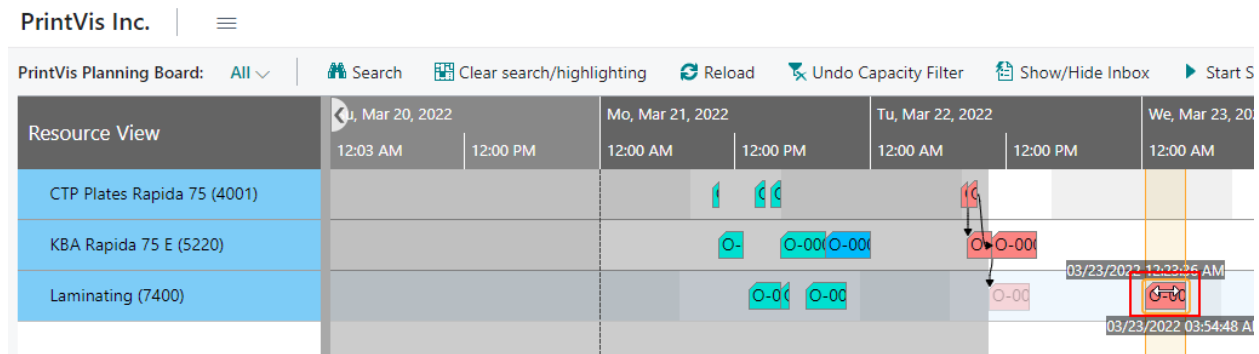 PrintVis Inc.
PrintVis Planning Board: All Search Clear search/highlighting Reload Undo Capacity Filter Show/Hide Inbox Start S
Resource View
Mar 20, 2022 Mo, Mar 21, 2022 Tu, Mar 22, 2022 We, Mar 23, 20
12:03 AM 12:00 PM 12:00 AM 12:00 PM 12:00 AM 12:00 PM 12:00 AM
CTP Plates Rapida 75 (4001)
KBA Rapida 75 E (5220) O- O-000 O-000 O- O-000
03/23/2022 12:23:36 AM
Laminating (7400) O-0 O-00 O-00
03/23/2022 03:54:48 A